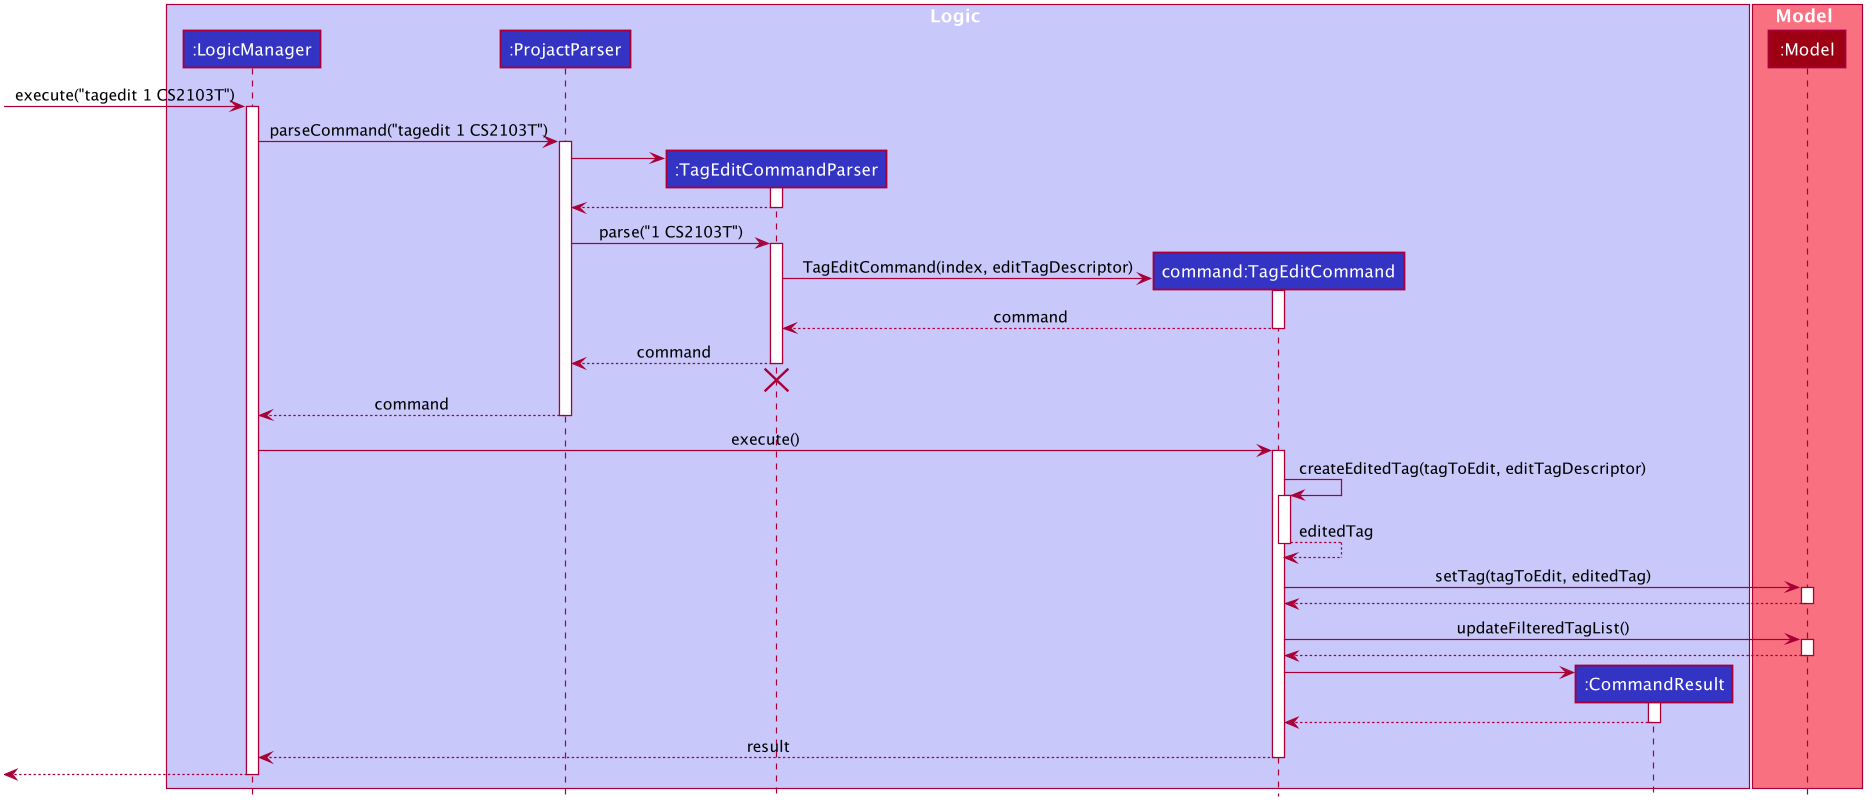 Logic
Model
:LogicManager
:ProjactParser
:Model
execute("tagedit 1 CS2103T")
parseCommand("tagedit 1 CS2103T")
:TagEditCommandParser
parse("1 CS2103T")
TagEditCommand(index, editTagDescriptor)
command:TagEditCommand
command
command
command
execute()
createEditedTag(tagToEdit, editTagDescriptor)
editedTag
setTag(tagToEdit, editedTag)
updateFilteredTagList()
:CommandResult
result